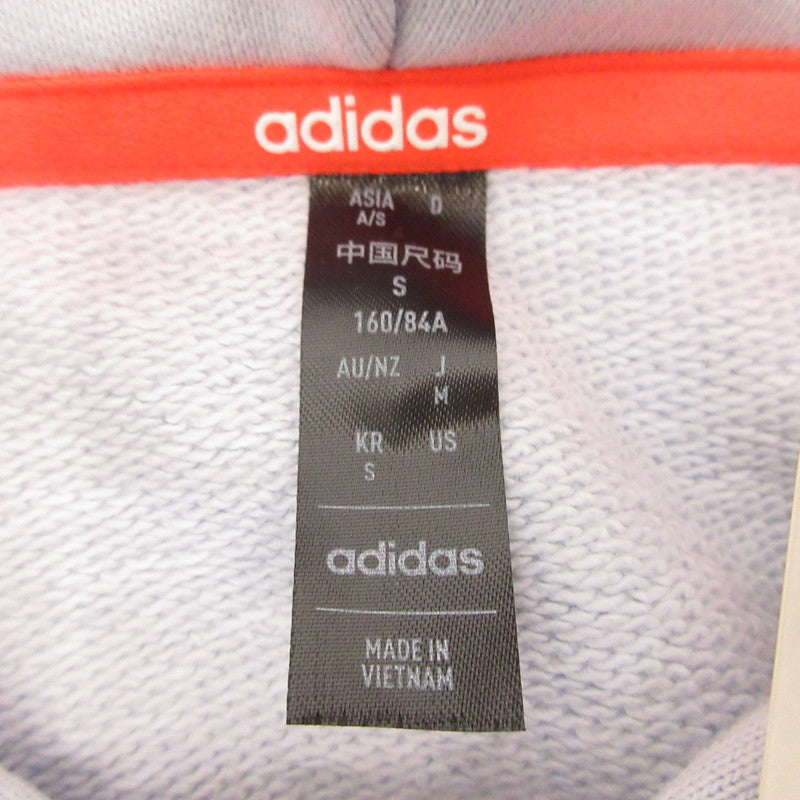 adidas
ASIA D
A/S
中国尺码
S
160/84A
AU/NZ J
M
KR US
S
adidas
MADE IN
VIETNAM